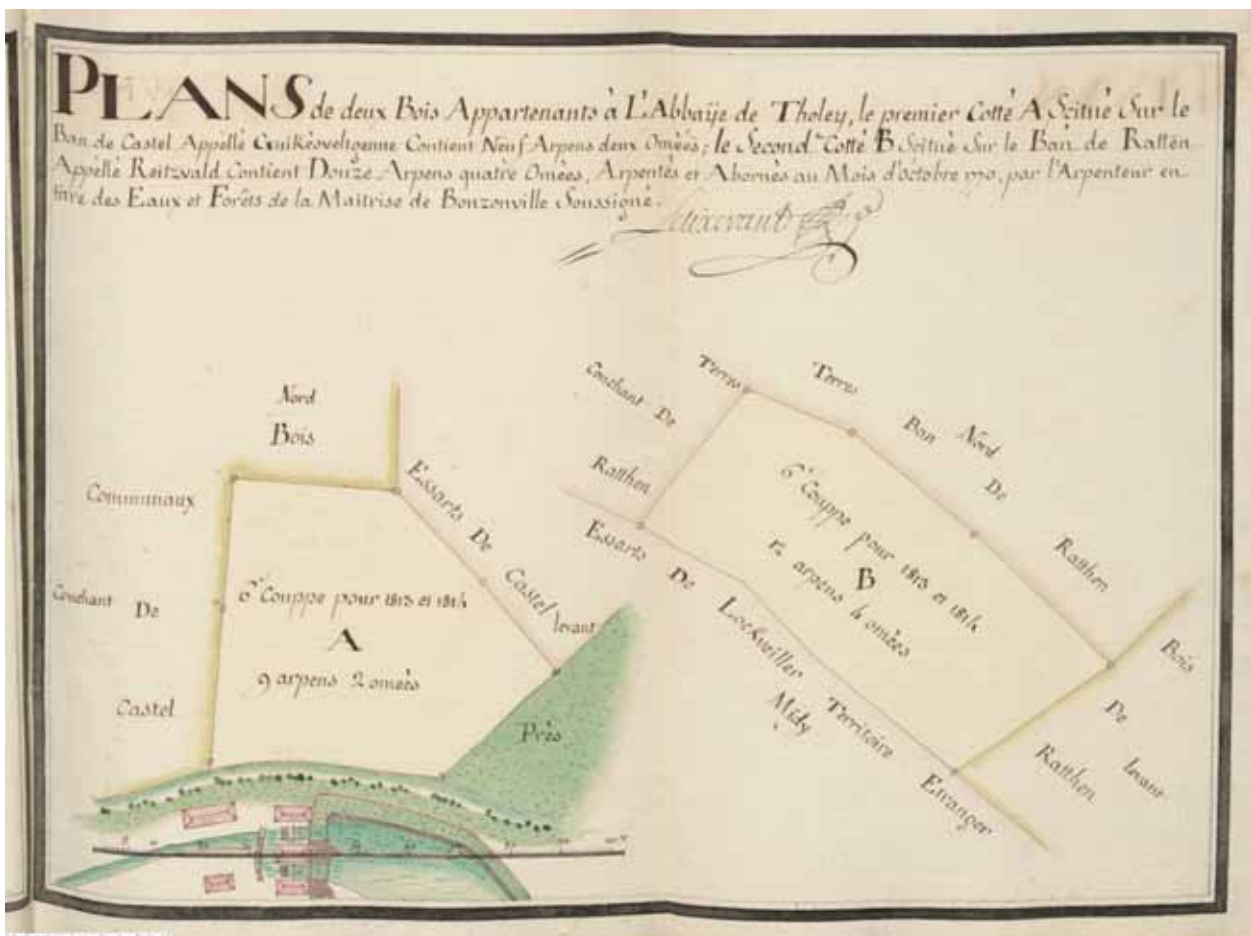 PLANS de deux Bois Appartenants à L'Abbaÿe de Tholey, le premier Cotté A Scitué Sur le
Ban de Castel Appellé Contient Neuf Arpens deux Omées; le Second Cotté B Scitué Sur le Ban de Ratten
Appellé Reitzvald Contient Douze Arpens quatre Omées, Arpentés et Abornés au Mois d'octobre par l'Arpenteur en
titre des Eaux et Forêts de la Maitrise de Bouzonville Soussigné.
Nord
Bois
Communaux
Couchant De
Castel
Essarts De Castel levant
6e Couppe pour 1813 et 1814
A
9 arpens 2 omées
Près
Couchant De
Ratthen
Terres
Terres
Ban De Ratthen
Nord
6e Couppe pour 1813 et 1814
B
12 arpens 4 omées
Essarts De Lockveiller Territoire Etranger
Midy
Bois De Ratthen
levant